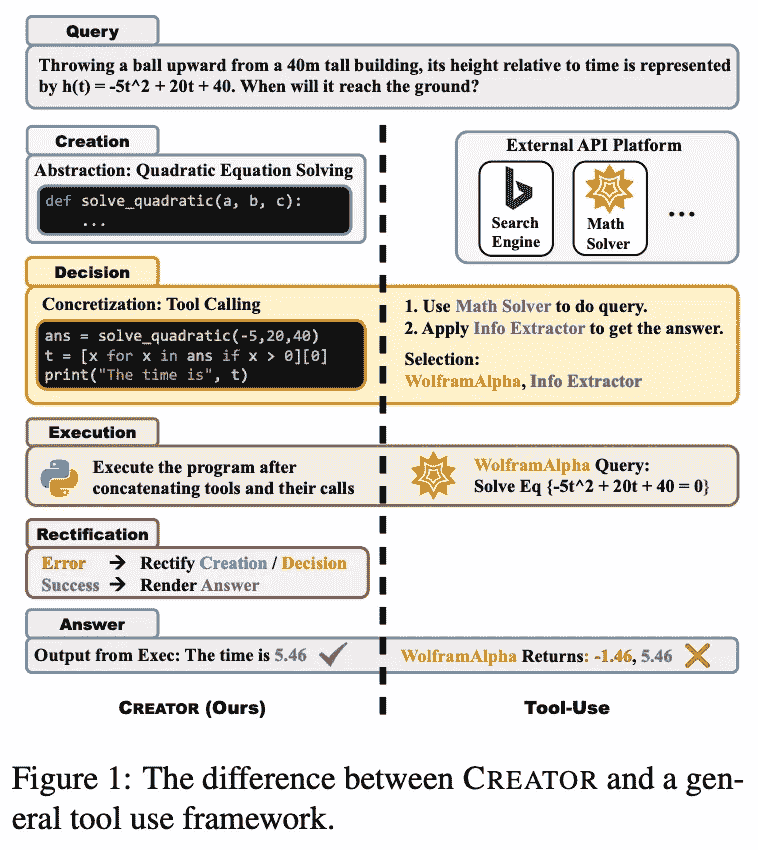 Query
Throwing a ball upward from a 40m tall building, its height relative to time is represented
by h(t) = -5t^2 + 20t + 40. When will it reach the ground?
Creation
Abstraction: Quadratic Equation Solving
def solve_quadratic(a, b, c):
...
External API Platform
Search
Engine
Math
Solver
...
Decision
Concretization: Tool Calling
ans = solve_quadratic(-5,20,40)
t = [x for x in ans if x > 0][0]
print("The time is", t)
1. Use Math Solver to do query.
2. Apply Info Extractor to get the answer.
Selection:
WolframAlpha, Info Extractor
Execution
Execute the program after
concatenating tools and their calls
WolframAlpha Query:
Solve Eq {-5t^2 + 20t + 40 = 0}
Rectification
Error → Rectify Creation / Decision
Success → Render Answer
Answer
Output from Exec: The time is 5.46
WolframAlpha Returns: -1.46, 5.46
CREATOR (Ours)
Tool-Use
Figure 1: The difference between CREATOR and a gen-
eral tool use framework.